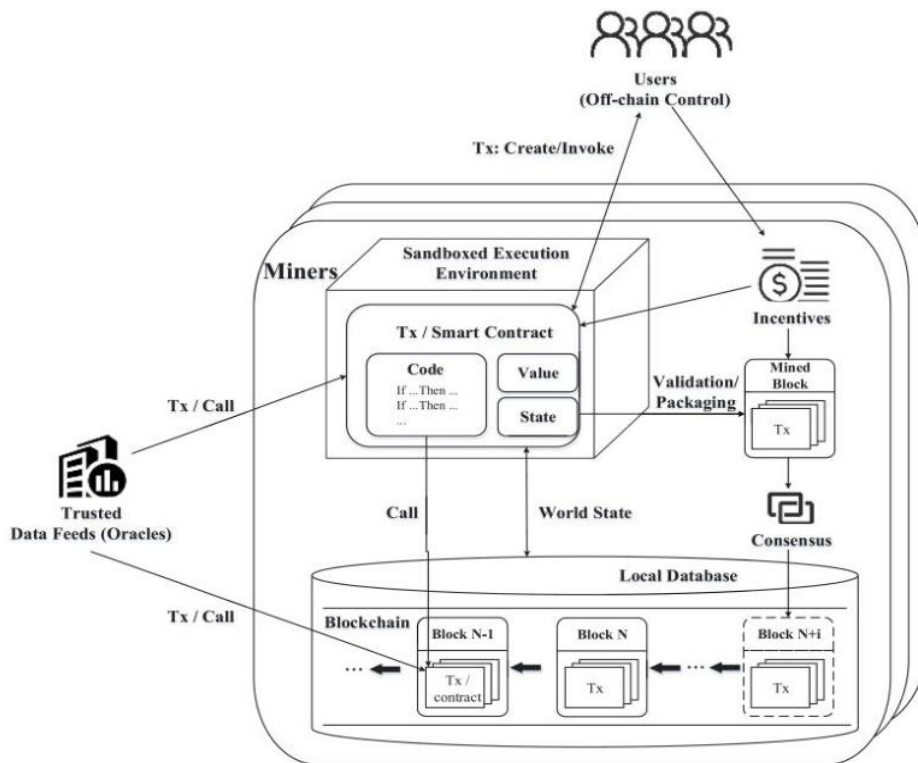 Users
(Off-chain Control)
Tx: Create/Invoke
Miners
Sandboxed Execution
Environment
Tx / Smart Contract
Code
If ...Then ...
If ...Then ...
...
Value
State
Incentives
Validation/
Packaging
Mined
Block
Tx
Tx / Call
Trusted
Data Feeds (Oracles)
Call
World State
Consensus
Tx / Call
Local Database
Blockchain
Block N-1
Block N
Block N+i
...
Tx /
contract
Tx
...
Tx